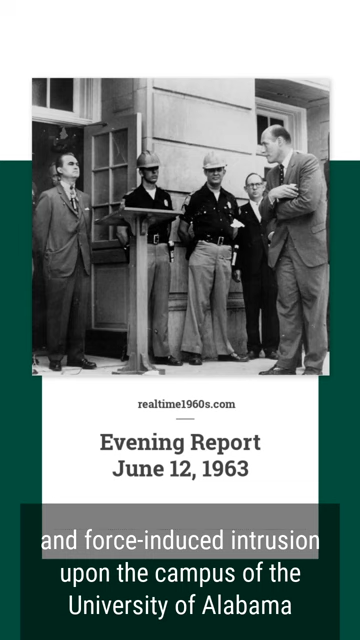 realtime1960s.com
Evening Report
June 12, 1963
and force-induced intrusion
upon the campus of the
University of Alabama